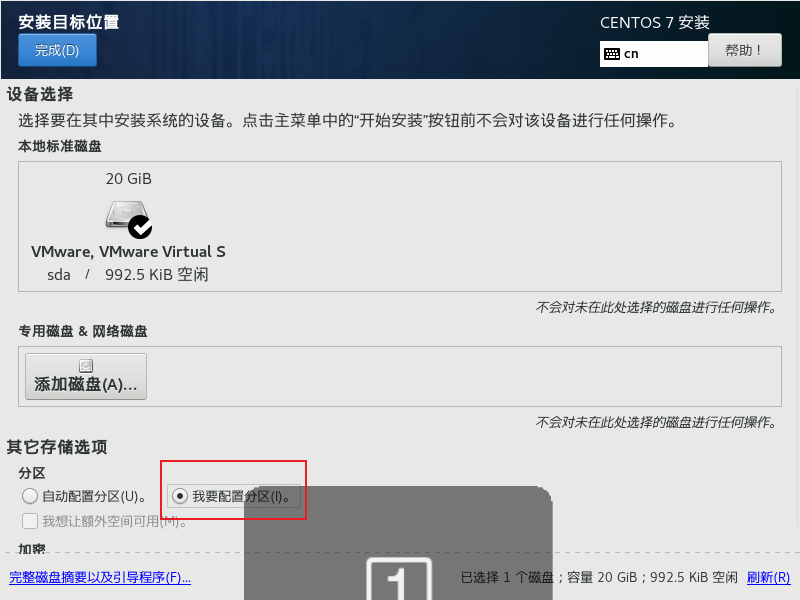 安装目标位置
CENTOS 7 安装
完成(D)
cn
帮助！
设备选择
选择要在其中安装系统的设备。点击主菜单中的“开始安装”按钮前不会对该设备进行任何操作。
本地标准磁盘
20 GiB
VMware, VMware Virtual S
sda / 992.5 KiB 空闲
不会对未在此处选择的磁盘进行任何操作。
专用磁盘 & 网络磁盘
添加磁盘(A)...
不会对未在此处选择的磁盘进行任何操作。
其它存储选项
分区
自动配置分区(U)。
我要配置分区(I)。
我想让额外空间可用(M)。
加密
1
完整磁盘摘要以及引导程序(F)...
已选择 1 个磁盘；容量 20 GiB；992.5 KiB 空闲
刷新(R)